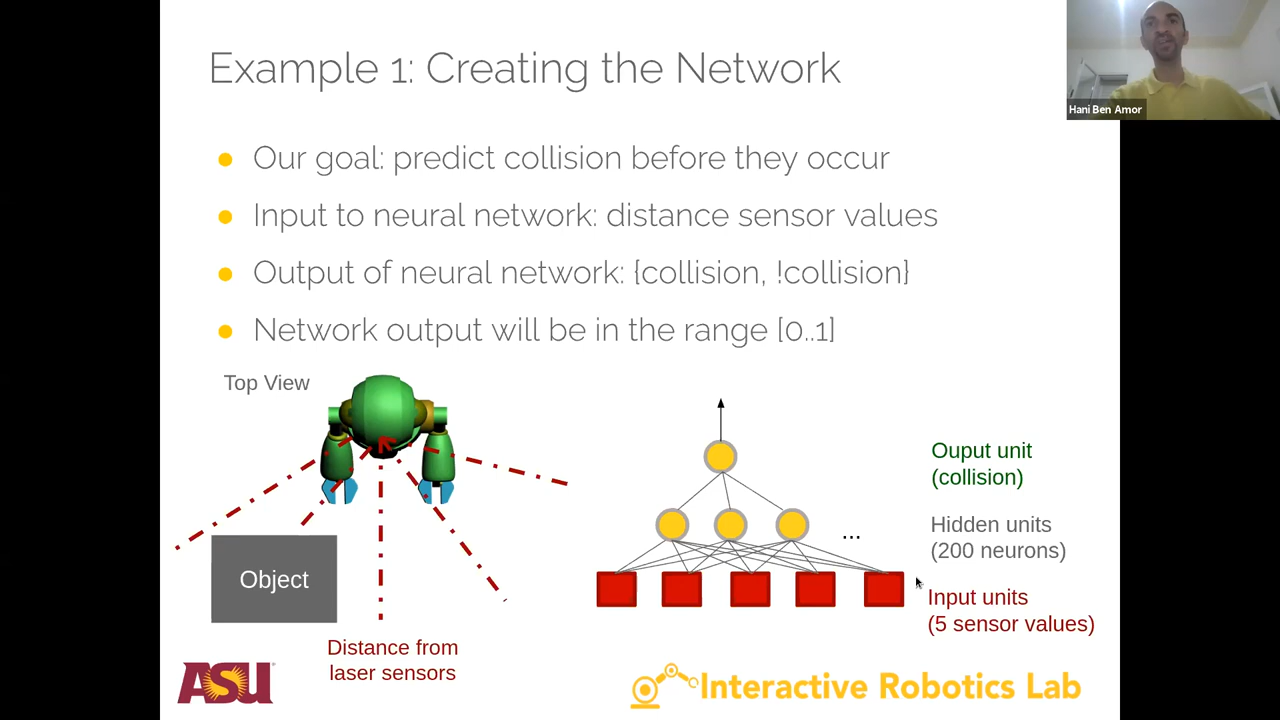 Example 1: Creating the Network
Hani Ben Amor
Our goal: predict collision before they occur
Input to neural network: distance sensor values
Output of neural network: {collision, !collision}
Network output will be in the range [0..1]
Top View
Object
Distance from
laser sensors
...
Ouput unit
(collision)
Hidden units
(200 neurons)
Input units
(5 sensor values)
ASU
Interactive Robotics Lab